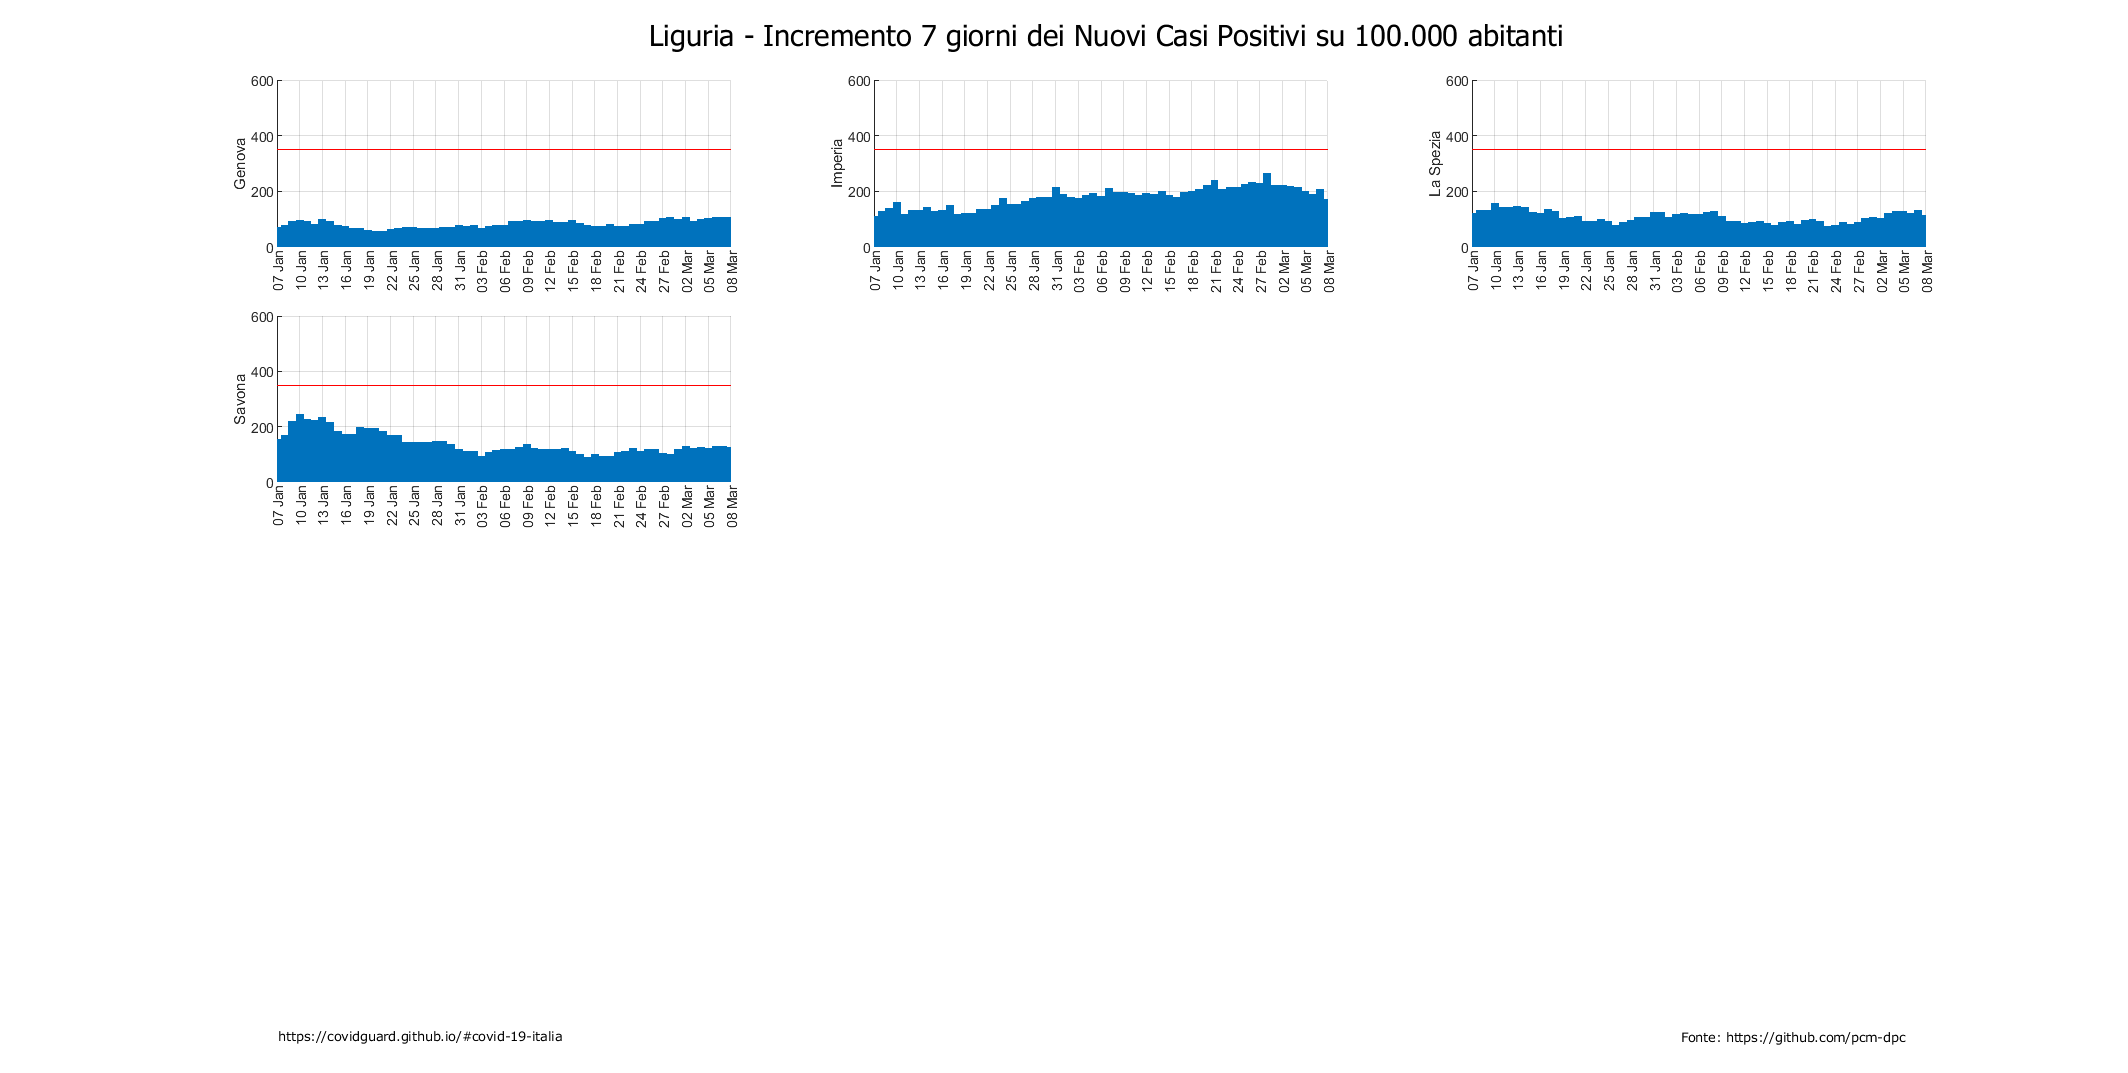 Liguria - Incremento 7 giorni dei Nuovi Casi Positivi su 100.000 abitanti
Genova
600
400
200
0
07 Jan
10 Jan
13 Jan
16 Jan
19 Jan
22 Jan
25 Jan
28 Jan
31 Jan
03 Feb
06 Feb
09 Feb
12 Feb
15 Feb
18 Feb
21 Feb
24 Feb
27 Feb
02 Mar
05 Mar
08 Mar
Imperia
600
400
200
0
07 Jan
10 Jan
13 Jan
16 Jan
19 Jan
22 Jan
25 Jan
28 Jan
31 Jan
03 Feb
06 Feb
09 Feb
12 Feb
15 Feb
18 Feb
21 Feb
24 Feb
27 Feb
02 Mar
05 Mar
08 Mar
La Spezia
600
400
200
0
07 Jan
10 Jan
13 Jan
16 Jan
19 Jan
22 Jan
25 Jan
28 Jan
31 Jan
03 Feb
06 Feb
09 Feb
12 Feb
15 Feb
18 Feb
21 Feb
24 Feb
27 Feb
02 Mar
05 Mar
08 Mar
Savona
600
400
200
0
07 Jan
10 Jan
13 Jan
16 Jan
19 Jan
22 Jan
25 Jan
28 Jan
31 Jan
03 Feb
06 Feb
09 Feb
12 Feb
15 Feb
18 Feb
21 Feb
24 Feb
27 Feb
02 Mar
05 Mar
08 Mar
https://covidguard.github.io/#covid-19-italia
Fonte: https://github.com/pcm-dpc